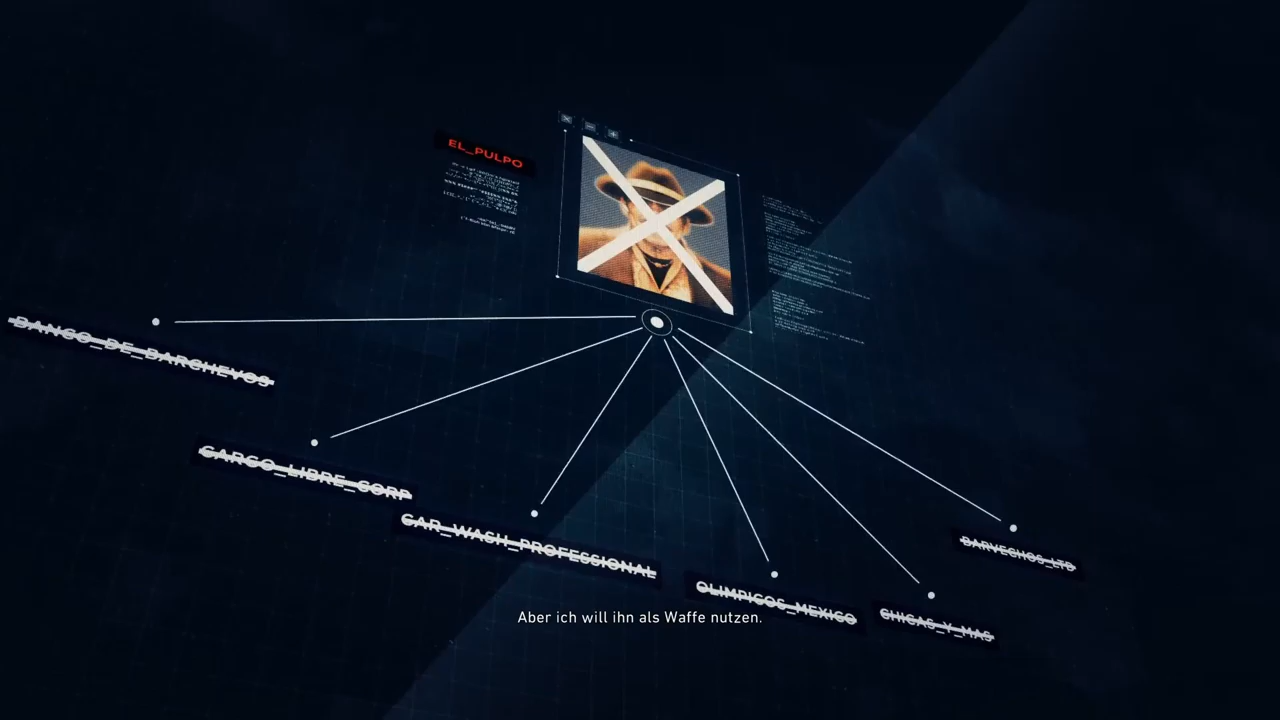 EL_PULPO
BANCO_DE_BARCHEVOS
CARGO_LIBRE_CORP
CAR_WASH_PROFESSIONAL
OLIMPICOS_MEXICO
CHICAS_Y_MAS
BARVECHOS_LTD
Aber ich will ihn als Waffe nutzen.